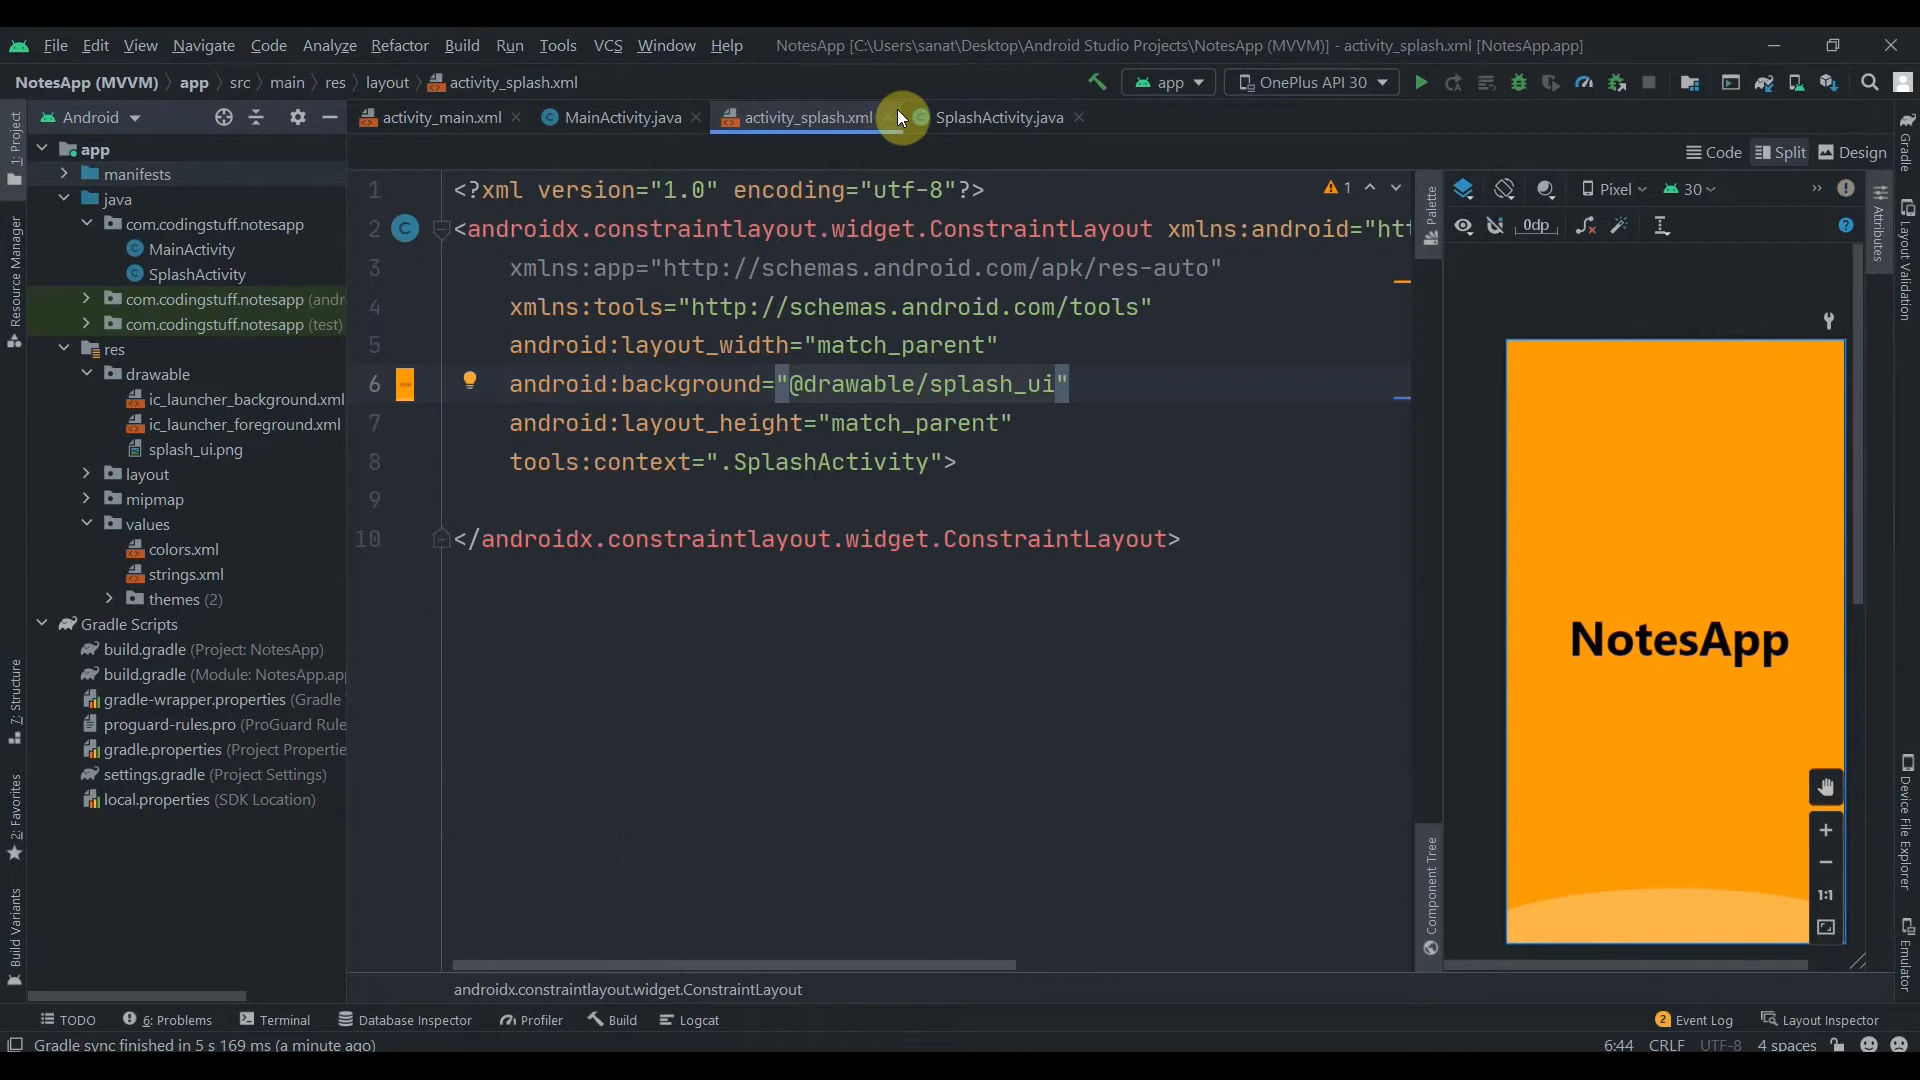 File Edit View Navigate Code Analyze Refactor Build Run Tools VCS Window Help NotesApp [C:\Users\sanat\Desktop\Android Studio Projects\NotesApp (MVVM)] - activity_splash.xml [NotesApp.app]
NotesApp (MVVM) app src main res layout activity_splash.xml app OnePlus API 30
Android activity_main.xml MainActivity.java activity_splash.xml SplashActivity.java
Code Split Design
app
manifests
java
com.codingstuff.notesapp
MainActivity
SplashActivity
com.codingstuff.notesapp (andr
com.codingstuff.notesapp (test)
res
drawable
ic_launcher_background.xml
ic_launcher_foreground.xml
splash_ui.png
layout
mipmap
values
colors.xml
strings.xml
themes (2)
Gradle Scripts
build.gradle (Project: NotesApp)
build.gradle (Module: NotesApp.ap
gradle-wrapper.properties (Gradle
proguard-rules.pro (ProGuard Rule
gradle.properties (Project Propertie
settings.gradle (Project Settings)
local.properties (SDK Location)
1 <?xml version="1.0" encoding="utf-8"?>
2 <androidx.constraintlayout.widget.ConstraintLayout xmlns:android="htt
3 xmlns:app="http://schemas.android.com/apk/res-auto"
4 xmlns:tools="http://schemas.android.com/tools"
5 android:layout_width="match_parent"
6 android:background="@drawable/splash_ui"
7 android:layout_height="match_parent"
8 tools:context=".SplashActivity">
9
10 </androidx.constraintlayout.widget.ConstraintLayout>
1
Pixel 30
0dp
NotesApp
1:1
1: Project
Resource Manager
7: Structure
2: Favorites
Build Variants
Palette
Component Tree
Attributes
Gradle
Layout Validation
Device File Explorer
Emulator
androidx.constraintlayout.widget.ConstraintLayout
TODO 6: Problems Terminal Database Inspector Profiler Build Logcat 2 Event Log Layout Inspector
Gradle sync finished in 5 s 169 ms (a minute ago) 6:44 CRLF UTF-8 4 spaces